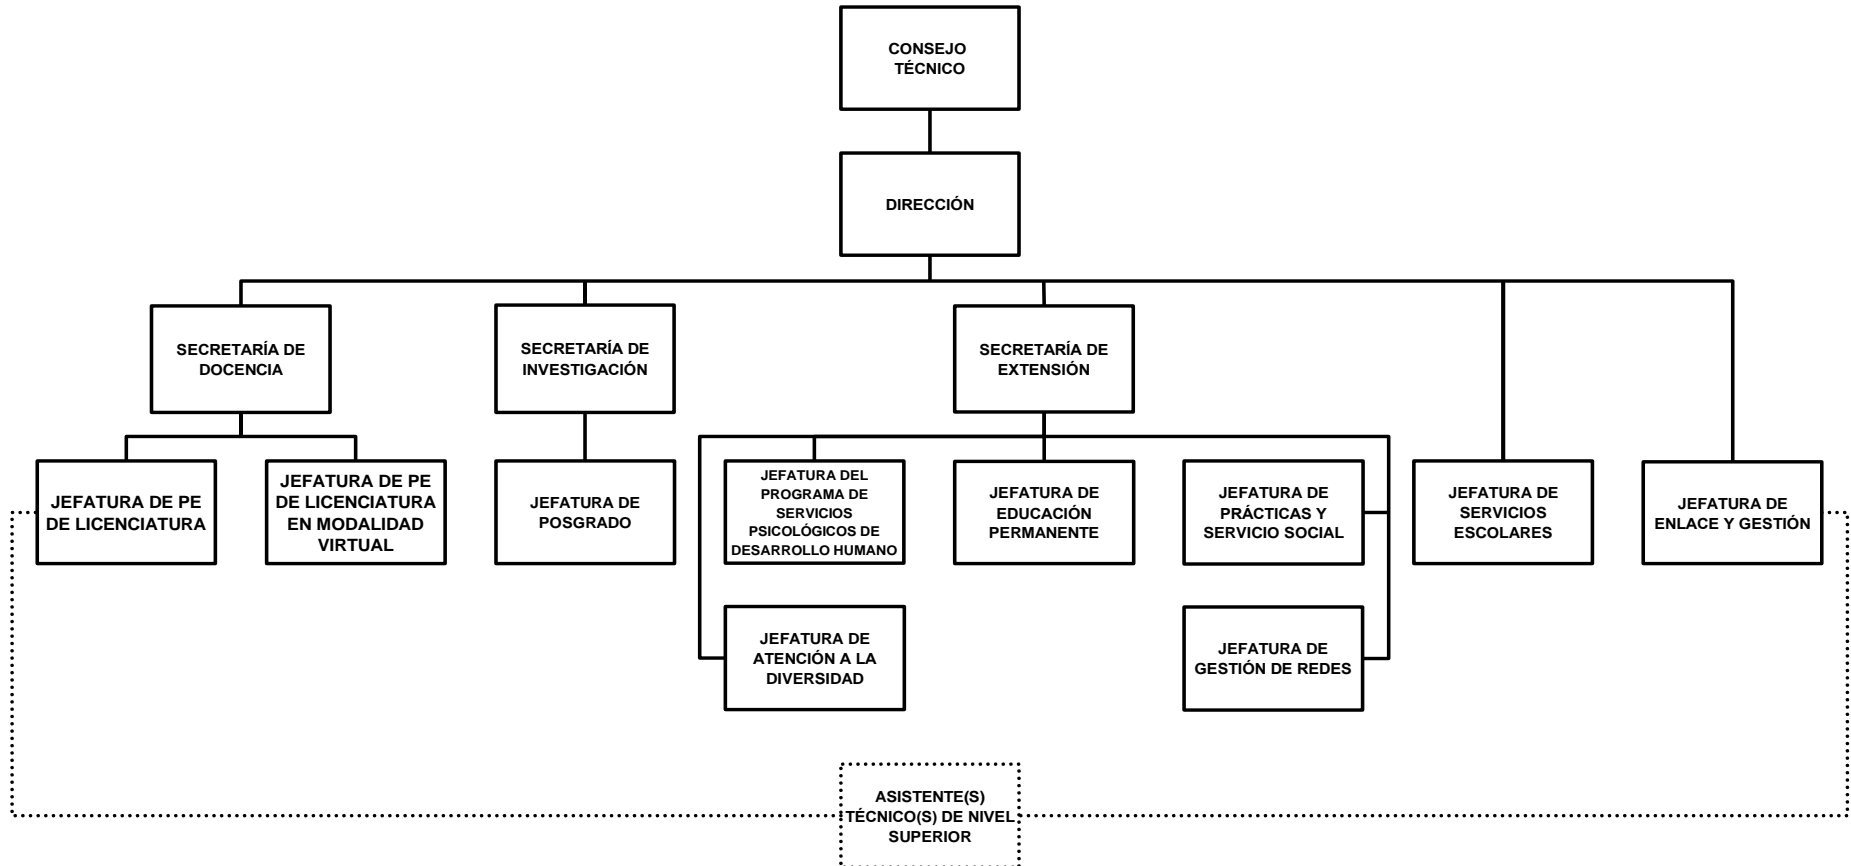 CONSEJO
TÉCNICO
DIRECCIÓN
SECRETARÍA DE
DOCENCIA
SECRETARÍA DE
INVESTIGACIÓN
SECRETARÍA DE
EXTENSIÓN
JEFATURA DE PE
DE LICENCIATURA
JEFATURA DE PE
DE LICENCIATURA
EN MODALIDAD
VIRTUAL
JEFATURA DE
POSGRADO
JEFATURA DEL
PROGRAMA DE
SERVICIOS
PSICOLÓGICOS DE
DESARROLLO HUMANO
JEFATURA DE
EDUCACIÓN
PERMANENTE
JEFATURA DE
PRÁCTICAS Y
SERVICIO SOCIAL
JEFATURA DE
SERVICIOS
ESCOLARES
JEFATURA DE
ENLACE Y GESTIÓN
JEFATURA DE
ATENCIÓN A LA
DIVERSIDAD
JEFATURA DE
GESTIÓN DE REDES
ASISTENTE(S)
TÉCNICO(S) DE NIVEL
SUPERIOR